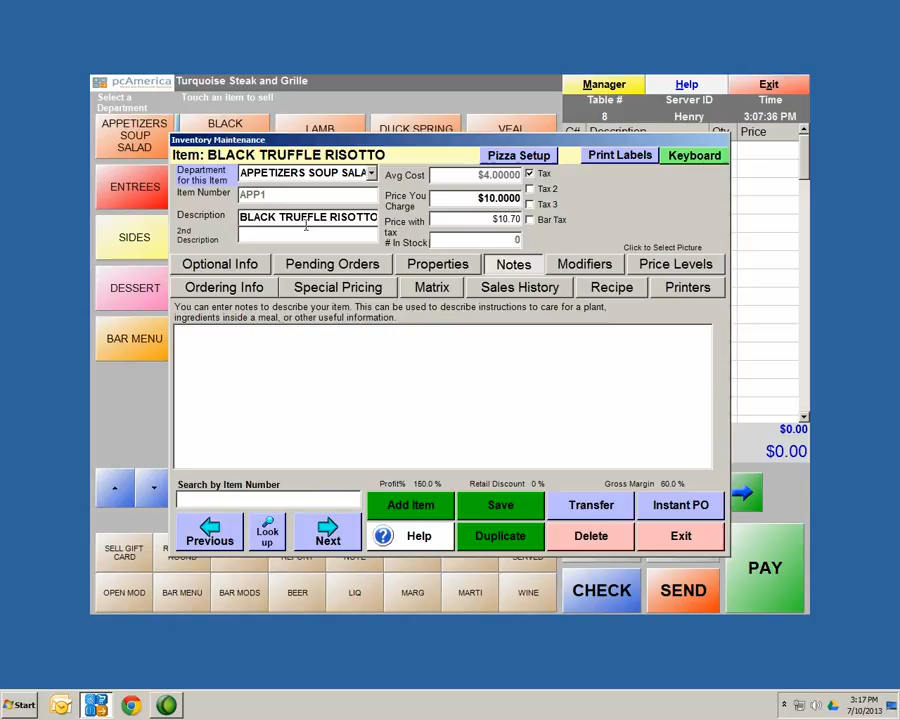 pcAmerica Turquoise Steak and Grille
Manager Help Exit
Select a Department
Touch an item to sell
Table # Server ID Time
8 Henry 3:07:36 PM
APPETIZERS SOUP SALAD
BLACK
LAMB
DUCK SPRING
VEAL
Description Qty Price
ENTREES
SIDES
DESSERT
BAR MENU
Inventory Maintenance
Item: BLACK TRUFFLE RISOTTO
Pizza Setup
Print Labels
Keyboard
Department for this Item
APPETIZERS SOUP SALA
Item Number
APP1
Description
BLACK TRUFFLE RISOTTO
2nd Description
Avg Cost $4.00000
Price You Charge $10.0000
Price with tax $10.70
# In Stock 0
Tax
Tax 2
Tax 3
Bar Tax
Click to Select Picture
Optional Info Pending Orders Properties Notes Modifiers Price Levels
Ordering Info Special Pricing Matrix Sales History Recipe Printers
You can enter notes to describe your item. This can be used to describe instructions to care for a plant,
ingredients inside a meal, or other useful information.
$0.00
$0.00
Search by Item Number
Profit% 150.0 % Retail Discount 0 % Gross Margin 60.0 %
Add Item Save Transfer Instant PO
Previous
Look up
Next
Help Duplicate Delete Exit
SELL GIFT CARD
OPEN MOD BAR MENU BAR MODS BEER LIQ MARG MARTI WINE
CHECK SEND PAY
Start
3:17 PM
7/10/2013